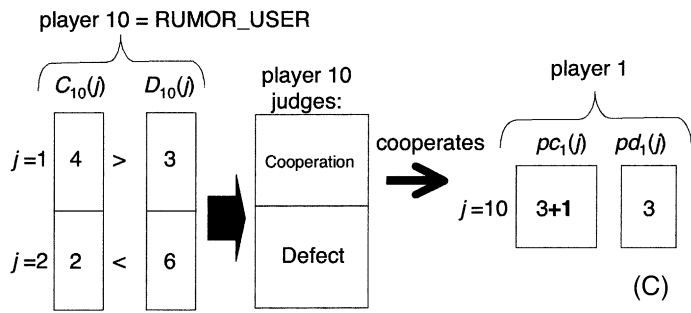 player 10 = RUMOR_USER
C10(j) D10(j)
player 10
judges:
player 1
cooperates
pc1(j) pd1(j)
j=1 4 > 3
Cooperation
j=10 3+1 3
j=2 2 < 6
Defect
(C)